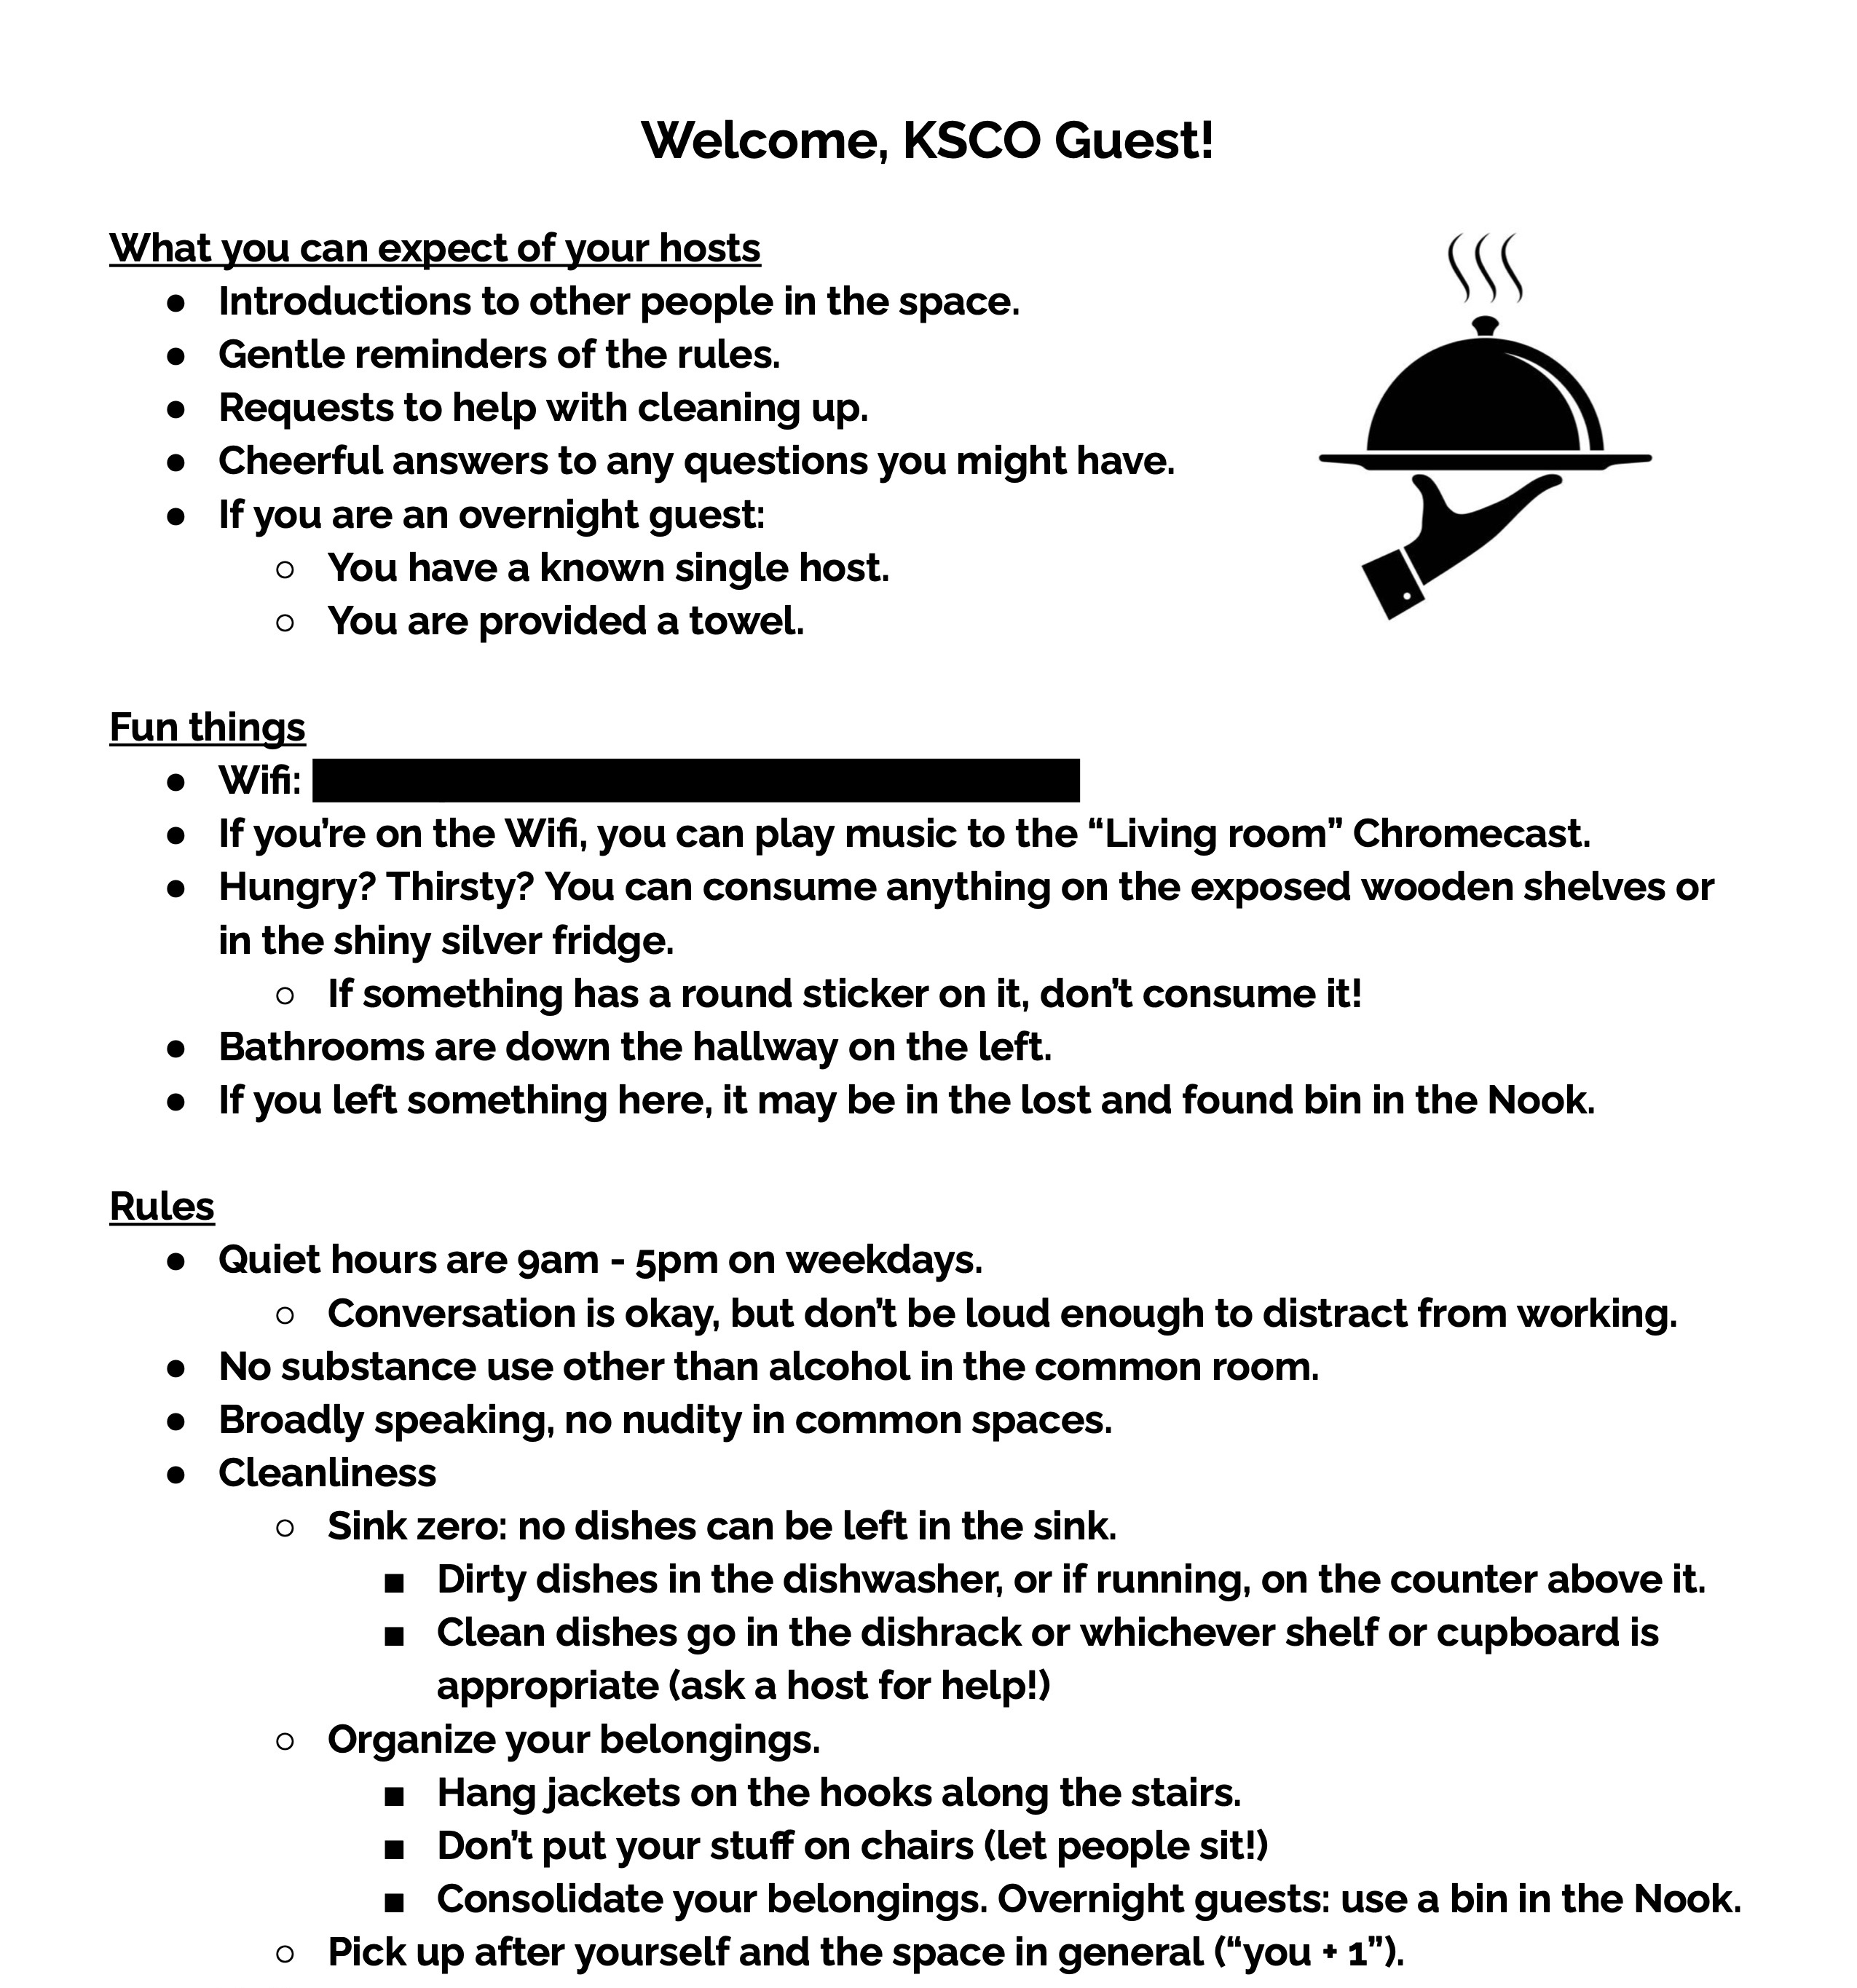 Welcome, KSCO Guest!
What you can expect of your hosts
● Introductions to other people in the space.
● Gentle reminders of the rules.
● Requests to help with cleaning up.
● Cheerful answers to any questions you might have.
● If you are an overnight guest:
○ You have a known single host.
○ You are provided a towel.
Fun things
● Wifi:
● If you’re on the Wifi, you can play music to the “Living room” Chromecast.
● Hungry? Thirsty? You can consume anything on the exposed wooden shelves or
in the shiny silver fridge.
○ If something has a round sticker on it, don’t consume it!
● Bathrooms are down the hallway on the left.
● If you left something here, it may be in the lost and found bin in the Nook.
Rules
● Quiet hours are 9am - 5pm on weekdays.
○ Conversation is okay, but don’t be loud enough to distract from working.
● No substance use other than alcohol in the common room.
● Broadly speaking, no nudity in common spaces.
● Cleanliness
○ Sink zero: no dishes can be left in the sink.
■ Dirty dishes in the dishwasher, or if running, on the counter above it.
■ Clean dishes go in the dishrack or whichever shelf or cupboard is
appropriate (ask a host for help!)
○ Organize your belongings.
■ Hang jackets on the hooks along the stairs.
■ Don’t put your stuff on chairs (let people sit!)
■ Consolidate your belongings. Overnight guests: use a bin in the Nook.
○ Pick up after yourself and the space in general (“you + 1”).